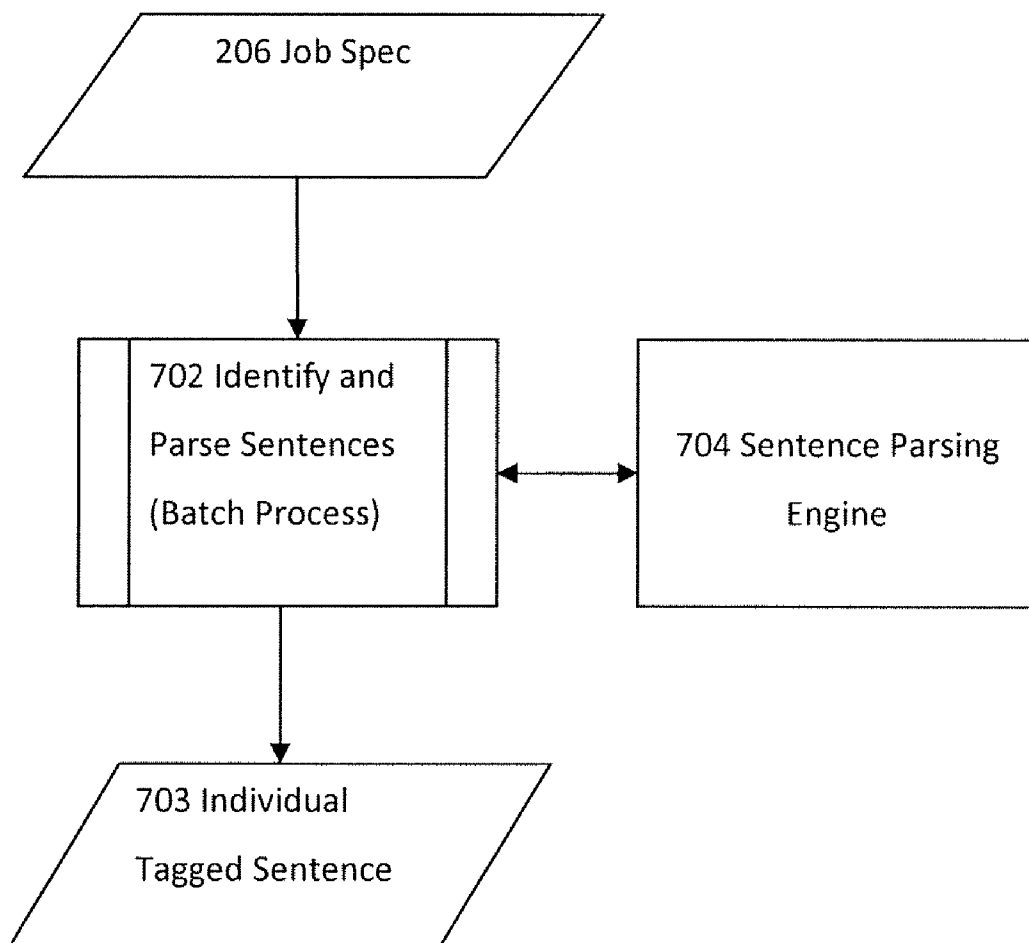 206 Job Spec
702 Identify and
Parse Sentences
(Batch Process)
704 Sentence Parsing
Engine
703 Individual
Tagged Sentence